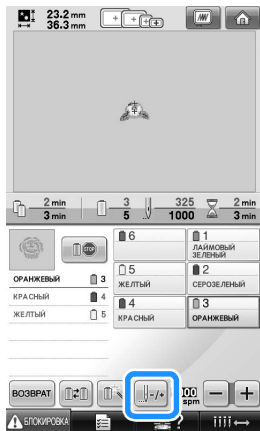 23.2 mm
36.3 mm
2 min
3 min
3
5
325
1000
2 min
3 min
STOP
ОРАНЖЕВЫЙ 3
КРАСНЫЙ 4
ЖЕЛТЫЙ 5
6
1
ЛАЙМОВЫЙ
ЗЕЛЕНЫЙ
5
ЖЕЛТЫЙ
2
СЕРОЗЕЛЕНЫЙ
4
КРАСНЫЙ
3
ОРАНЖЕВЫЙ
ВОЗВРАТ
-/+
spm
- +
БЛОКИРОВКА
?